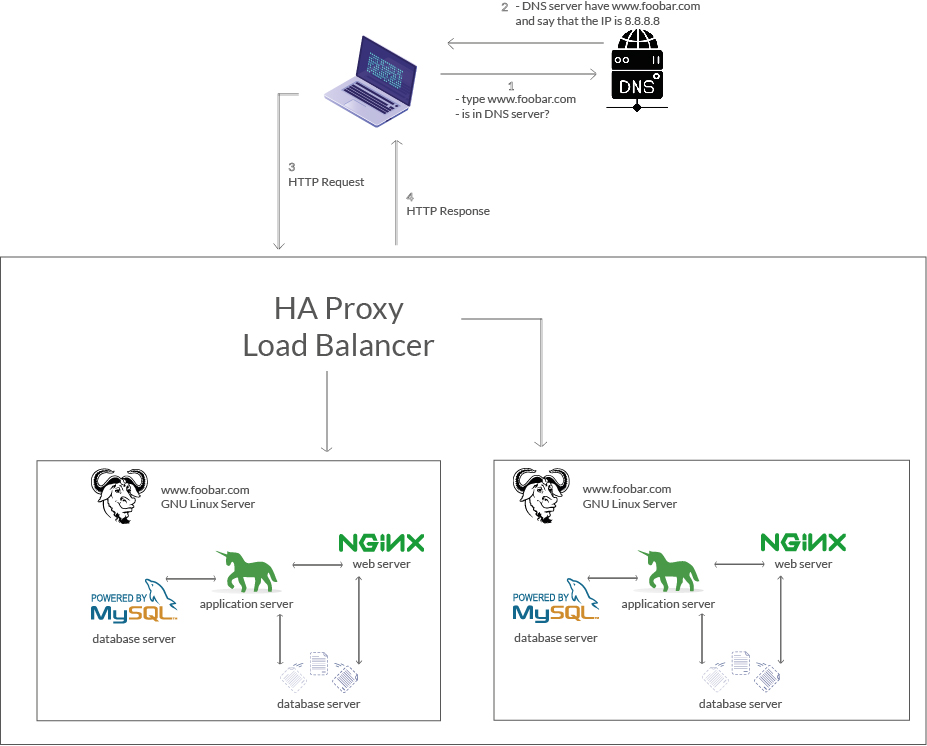 2 - DNS server have www.foobar.com
and say that the IP is 8.8.8.8
DNS
1
- type www.foobar.com
- is in DNS server?
3
HTTP Request
4
HTTP Response
HA Proxy
Load Balancer
www.foobar.com
GNU Linux Server
NGiNX
web server
application server
POWERED BY
MySQL
database server
database server
www.foobar.com
GNU Linux Server
NGiNX
web server
application server
POWERED BY
MySQL
database server
database server